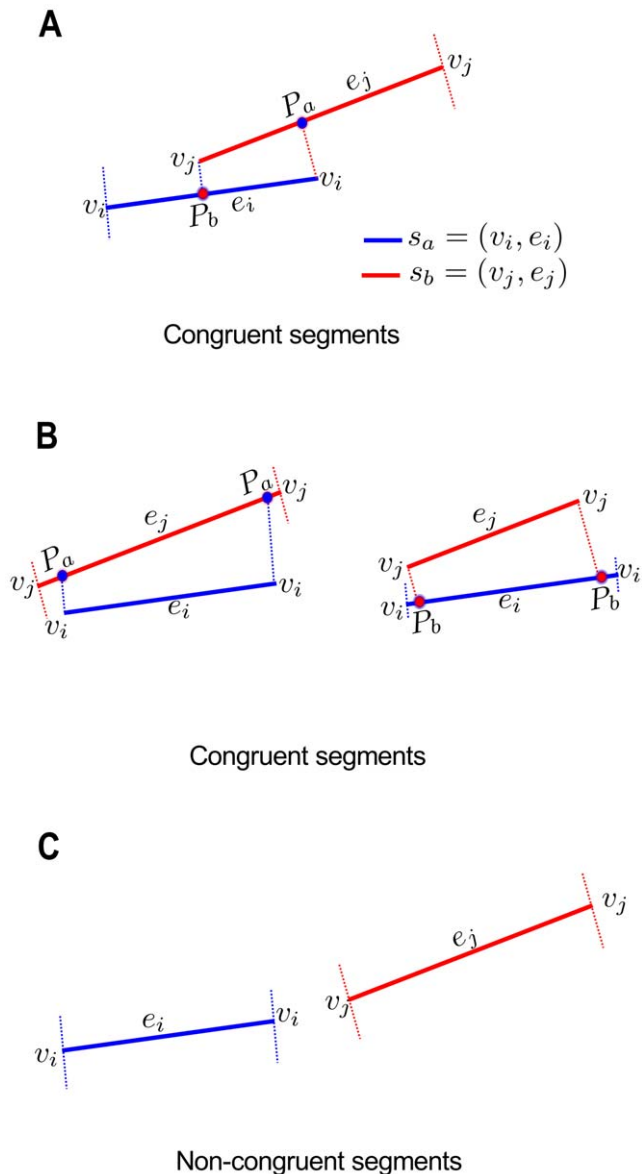 A
v_j
e_j
P_a
v_j
v_i
v_i
e_i
P_b
s_a = (v_i, e_i)
s_b = (v_j, e_j)
Congruent segments
B
P_a v_j
e_j
P_a
v_j
v_i
v_i
e_i
v_j
e_j
v_j
v_i
v_i
e_i
P_b
P_b
Congruent segments
C
v_j
e_j
v_j
e_i
v_i
v_i
Non-congruent segments